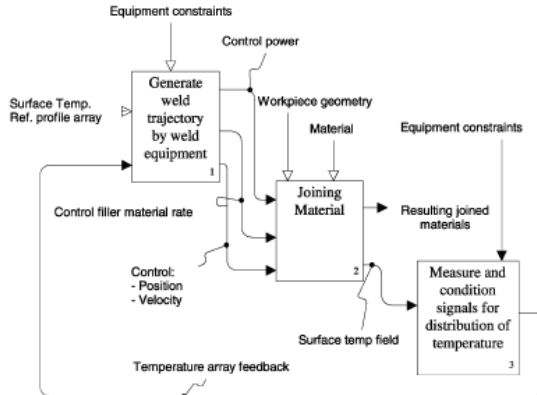 Equipment constraints
Control power
Generate
weld
trajectory
by weld
equipment
1
Surface Temp.
Ref. profile array
Workpiece geometry
Material
Equipment constraints
Joining
Material
2
Resulting joined
materials
Control filler material rate
Control:
- Position
- Velocity
Surface temp field
Measure and
condition
signals for
distribution of
temperature
3
Temperature array feedback